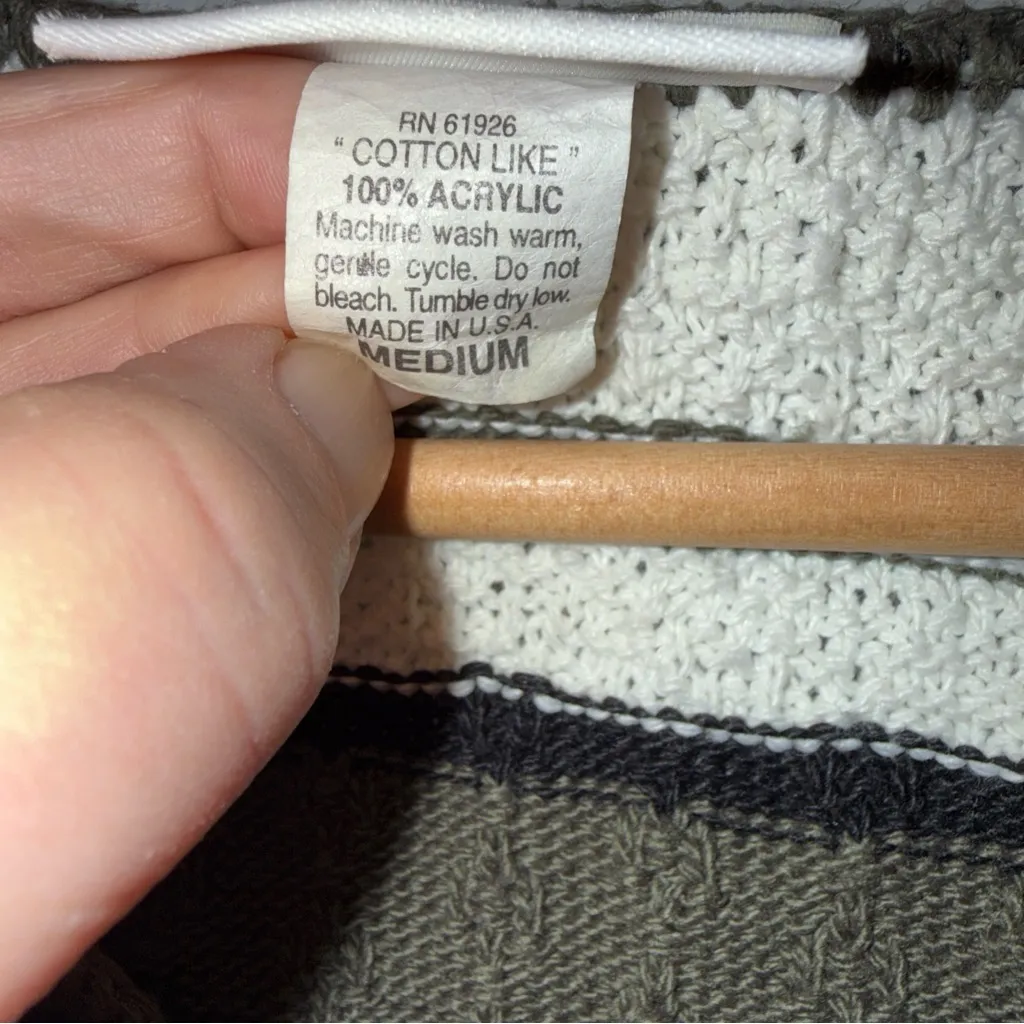 RN 61926
" COTTON LIKE "
100% ACRYLIC
Machine wash warm,
gentle cycle. Do not
bleach. Tumble dry low.
MADE IN U.S.A.
MEDIUM